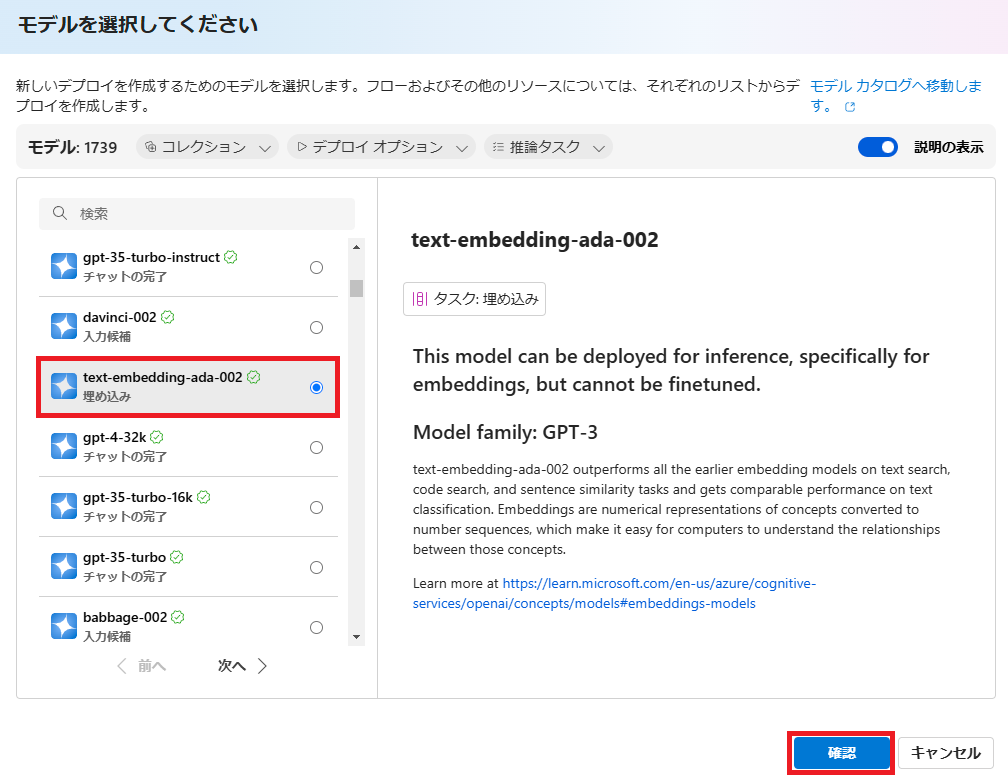 モデルを選択してください
新しいデプロイを作成するためのモデルを選択します。フローおよびその他のリソースについては、それぞれのリストからデ
プロイを作成します。
モデル カタログへ移動しま
す。
モデル: 1739
コレクション
デプロイ オプション
推論タスク
説明の表示
検索
gpt-35-turbo-instruct
チャットの完了
davinci-002
入力候補
text-embedding-ada-002
埋め込み
gpt-4-32k
チャットの完了
gpt-35-turbo-16k
チャットの完了
gpt-35-turbo
チャットの完了
babbage-002
入力候補
前へ
次へ
text-embedding-ada-002
タスク: 埋め込み
This model can be deployed for inference, specifically for
embeddings, but cannot be finetuned.
Model family: GPT-3
text-embedding-ada-002 outperforms all the earlier embedding models on text search,
code search, and sentence similarity tasks and gets comparable performance on text
classification. Embeddings are numerical representations of concepts converted to
number sequences, which make it easy for computers to understand the relationships
between those concepts.
Learn more at https://learn.microsoft.com/en-us/azure/cognitive-
services/openai/concepts/models#embeddings-models
確認
キャンセル